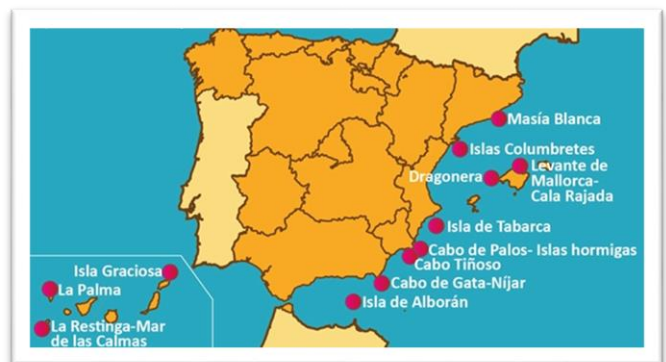 Masía Blanca
Islas Columbretes
Levante de
Mallorca-
Cala Rajada
Dragonera
Isla de Tabarca
Cabo de Palos- Islas hormigas
Cabo Tiñoso
Cabo de Gata-Níjar
Isla de Alborán
Isla Graciosa
La Palma
La Restinga-Mar
de las Calmas